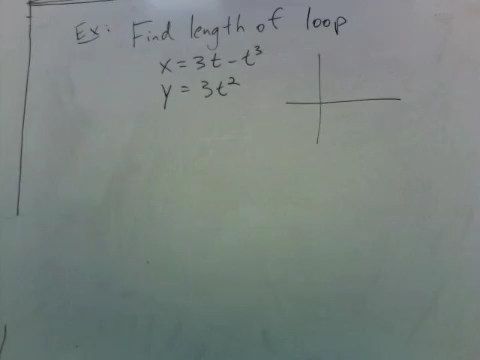 Ex: Find length of loop
x = 3t - t³
y = 3t²